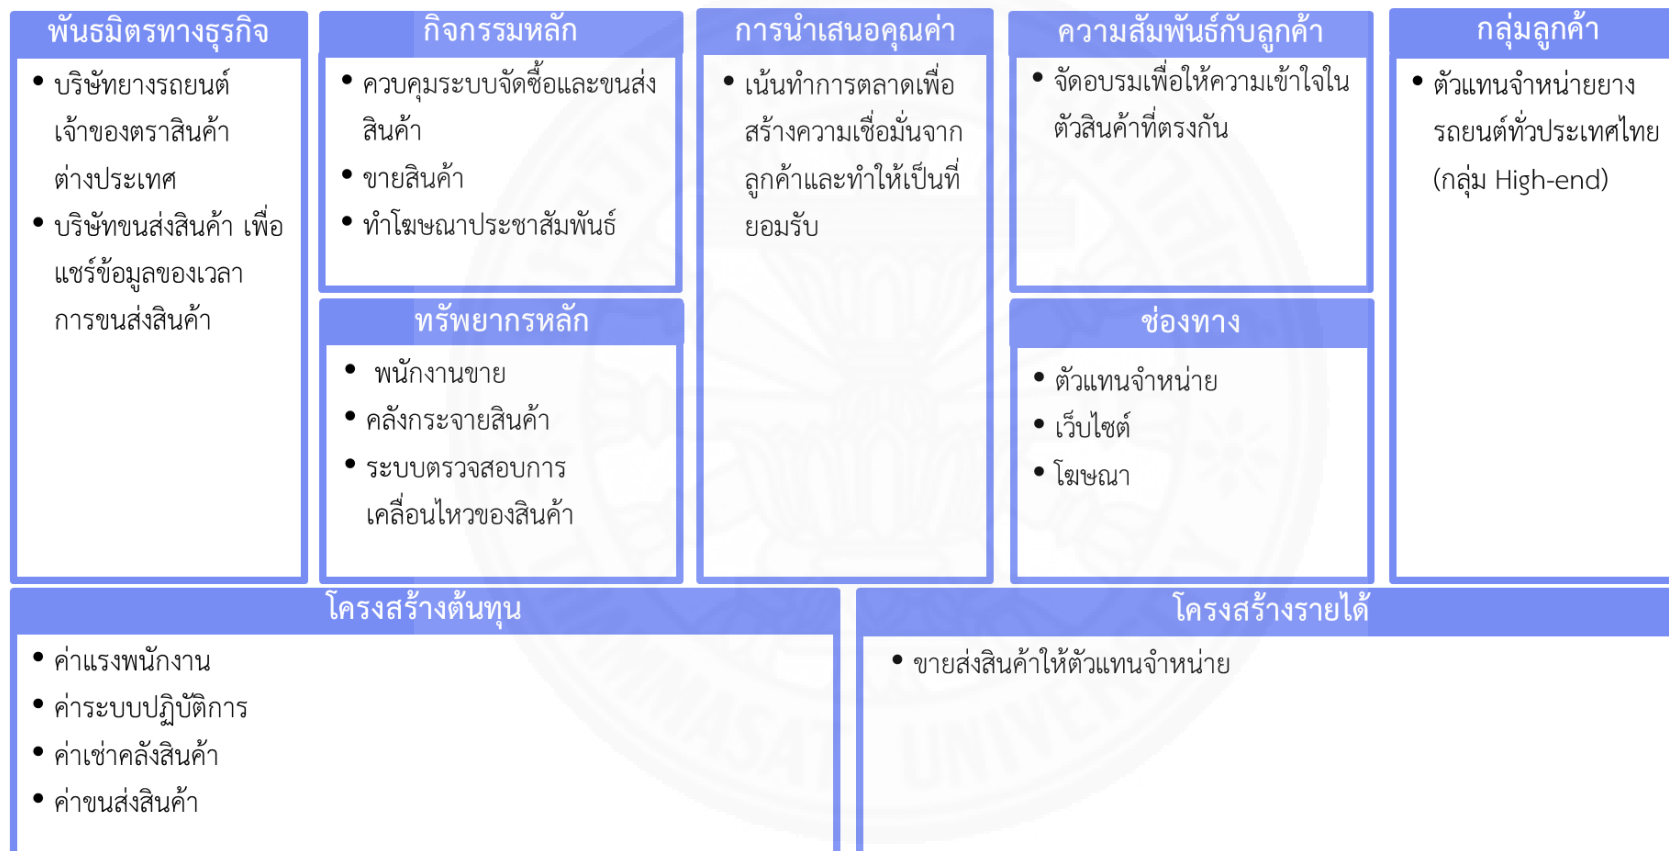 พันธมิตรทางธุรกิจ
• บริษัทยางรถยนต์
เจ้าของตราสินค้า
ต่างประเทศ
• บริษัทขนส่งสินค้า เพื่อ
แชร์ข้อมูลของเวลา
การขนส่งสินค้า
กิจกรรมหลัก
• ควบคุมระบบจัดซื้อและขนส่ง
สินค้า
• ขายสินค้า
• ทำโฆษณาประชาสัมพันธ์
ทรัพยากรหลัก
• พนักงานขาย
• คลังกระจายสินค้า
• ระบบตรวจสอบการ
เคลื่อนไหวของสินค้า
การนำเสนอคุณค่า
• เน้นทำการตลาดเพื่อ
สร้างความเชื่อมั่นจาก
ลูกค้าและทำให้เป็นที่
ยอมรับ
ความสัมพันธ์กับลูกค้า
• จัดอบรมเพื่อให้ความเข้าใจใน
ตัวสินค้าที่ตรงกัน
ช่องทาง
• ตัวแทนจำหน่าย
• เว็บไซต์
• โฆษณา
กลุ่มลูกค้า
• ตัวแทนจำหน่ายยาง
รถยนต์ทั่วประเทศไทย
(กลุ่ม High-end)
โครงสร้างต้นทุน
• ค่าแรงพนักงาน
• ค่าระบบปฏิบัติการ
• ค่าเช่าคลังสินค้า
• ค่าขนส่งสินค้า
โครงสร้างรายได้
• ขายส่งสินค้าให้ตัวแทนจำหน่าย
THAMMASAT UNIVERSITY